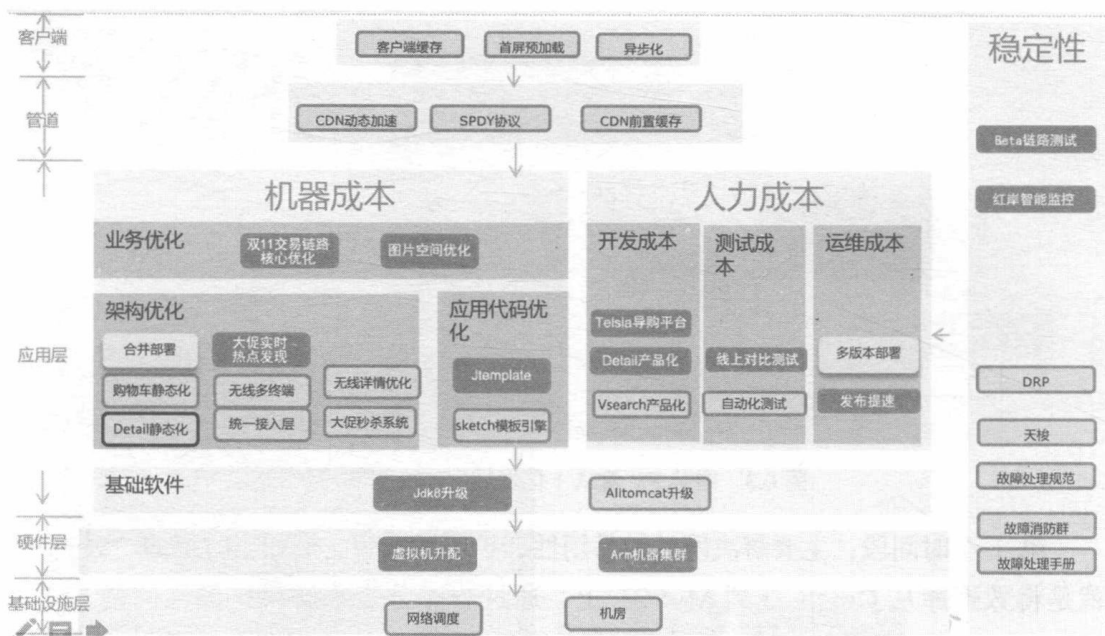 客户端
客户端缓存
首屏预加载
异步化
稳定性
管道
CDN动态加速
SPDY协议
CDN前置缓存
Beta链路测试
红岸智能监控
机器成本
人力成本
业务优化
双11交易链路
核心优化
图片空间优化
开发成本
测试成
本
运维成本
架构优化
应用代码优
化
应用层
合并部署
大促实时
热点发现
购物车静态化
无线多终端
无线详情优化
Detail静态化
统一接入层
大促秒杀系统
Jtemplate
sketch模板引擎
Telsia导购平台
Detail产品化
Vsearch产品化
线上对比测试
自动化测试
多版本部署
发布提速
DRP
天梭
故障处理规范
故障消防群
故障处理手册
基础软件
Jdk8升级
Alitomcat升级
硬件层
虚拟机升配
Arm机器集群
基础设施层
网络调度
机房